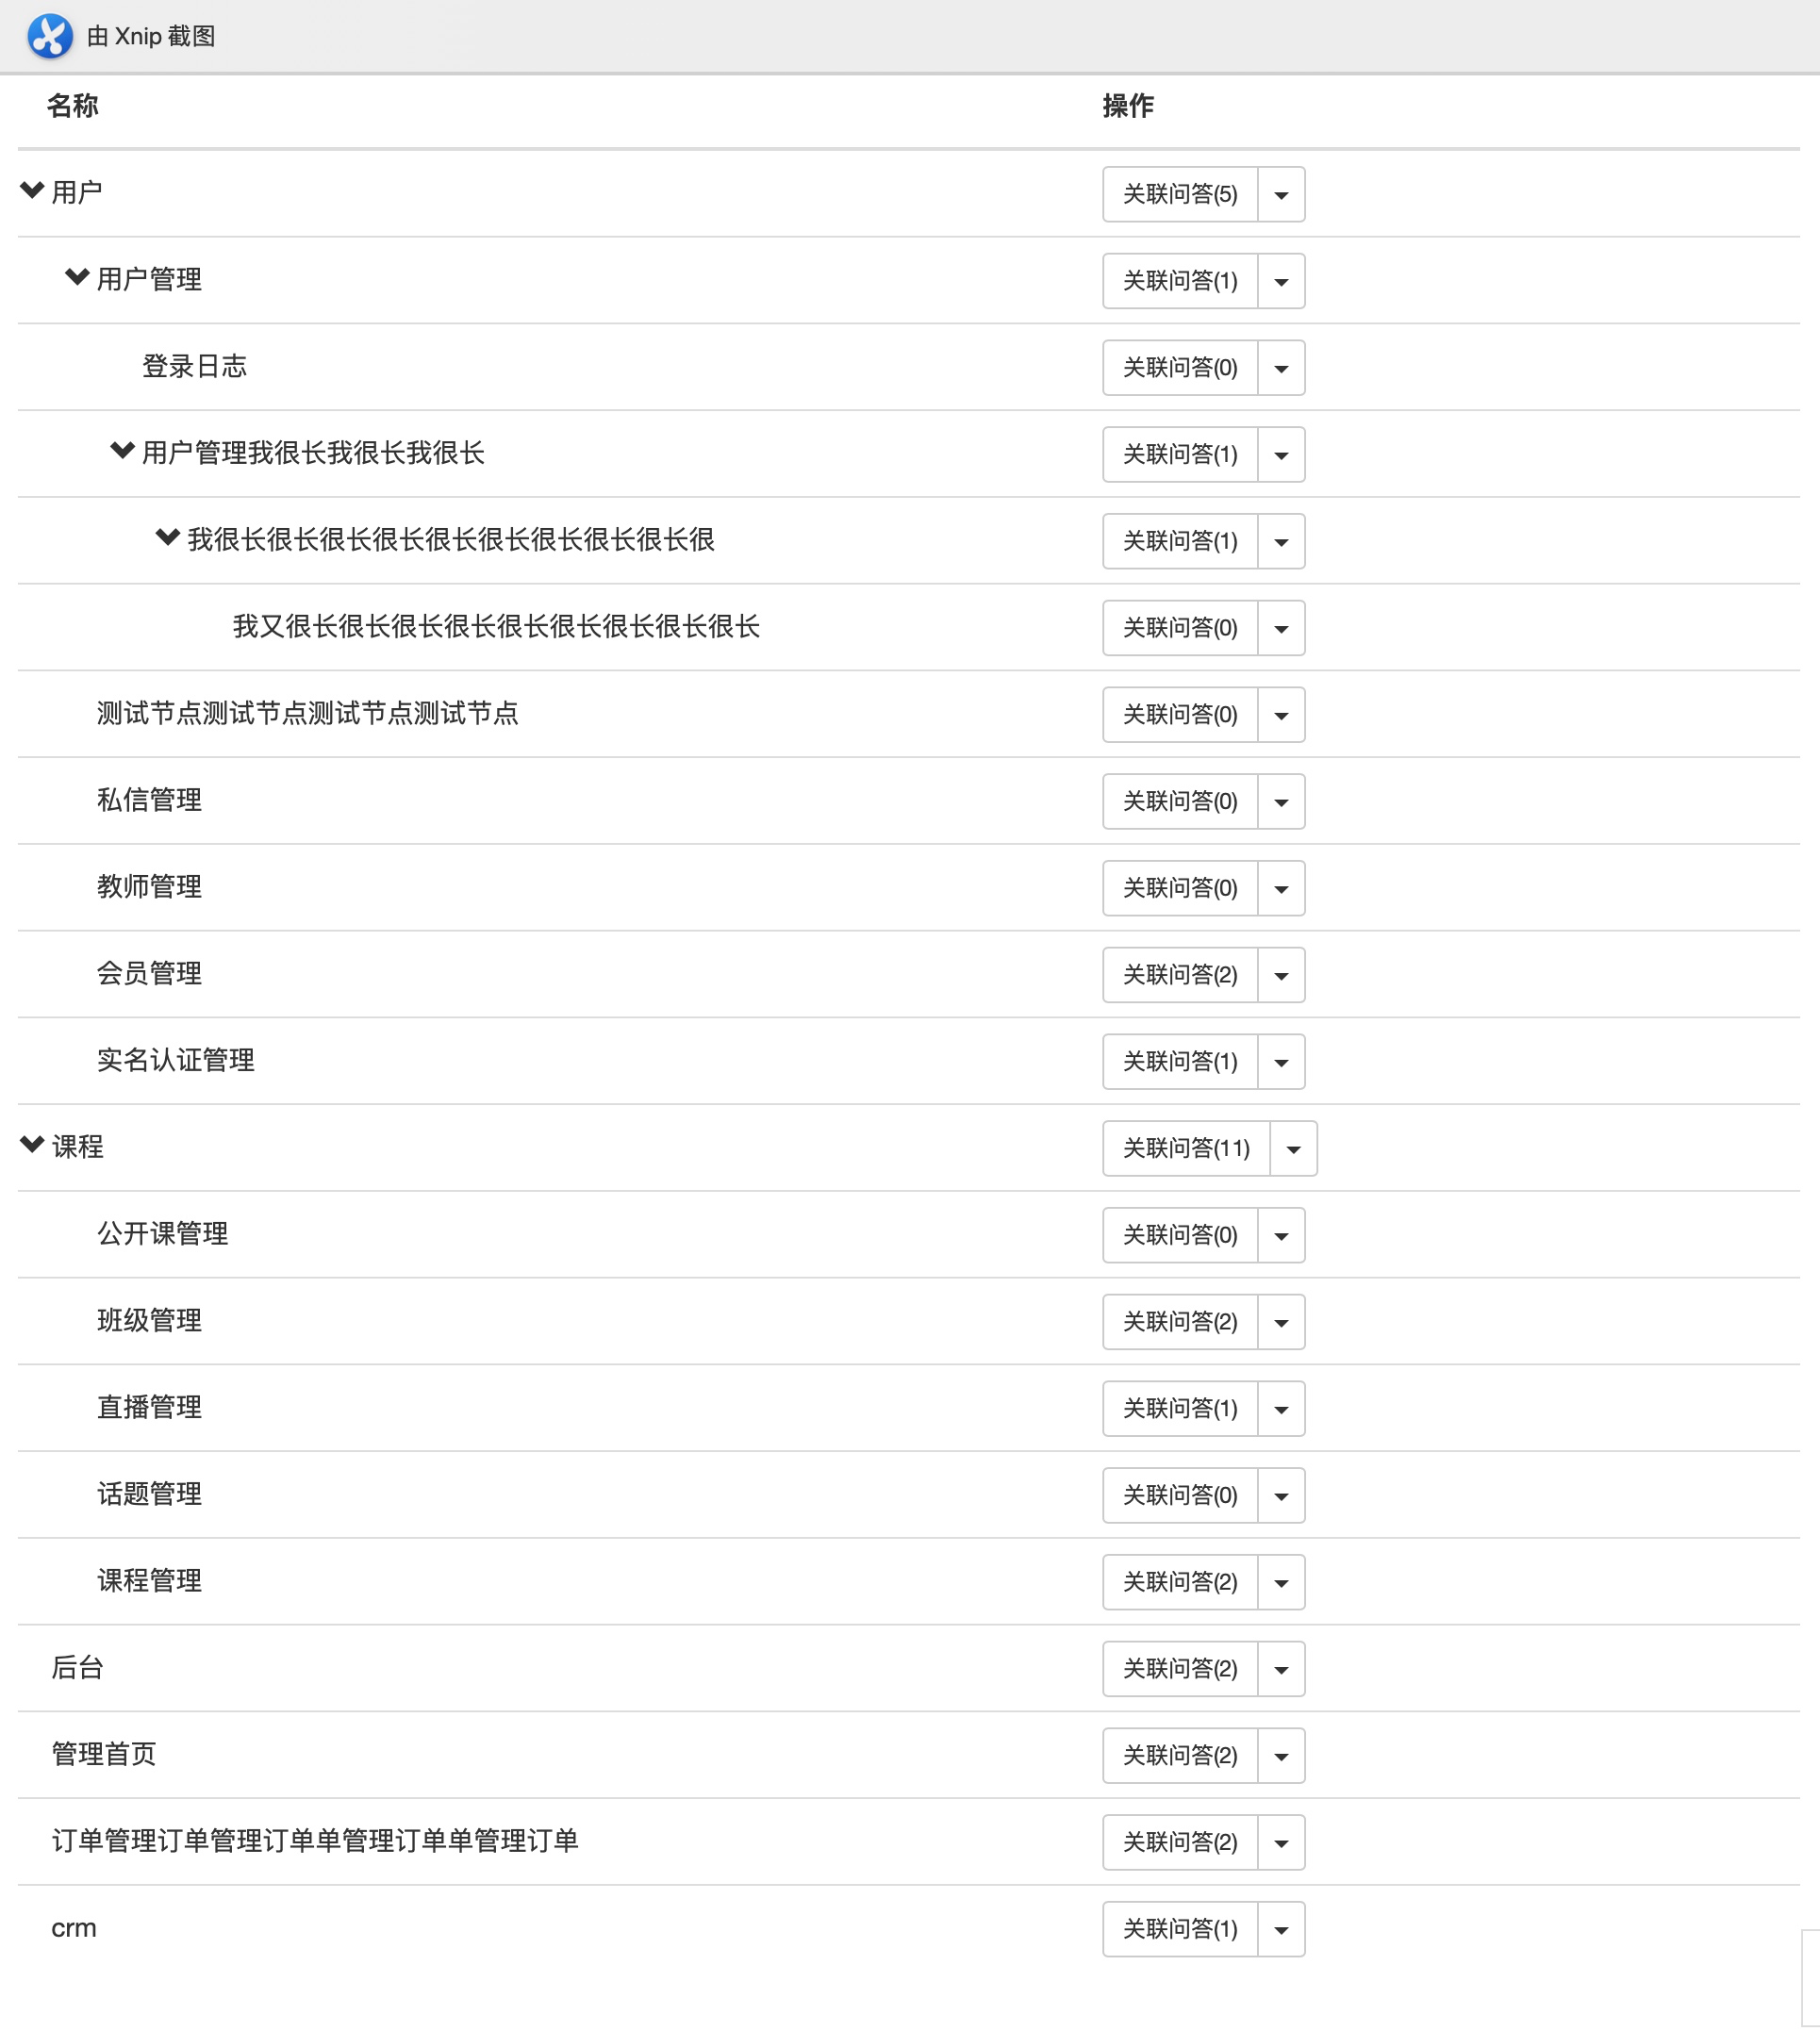 由 Xnip 截图
名称 操作
用户 关联问答(5)
用户管理 关联问答(1)
登录日志 关联问答(0)
用户管理我很长我很长我很长 关联问答(1)
我很长很长很长很长很长很长很长很长很长很 关联问答(1)
我又很长很长很长很长很长很长很长很长很长 关联问答(0)
测试节点测试节点测试节点测试节点 关联问答(0)
私信管理 关联问答(0)
教师管理 关联问答(0)
会员管理 关联问答(2)
实名认证管理 关联问答(1)
课程 关联问答(11)
公开课管理 关联问答(0)
班级管理 关联问答(2)
直播管理 关联问答(1)
话题管理 关联问答(0)
课程管理 关联问答(2)
后台 关联问答(2)
管理首页 关联问答(2)
订单管理订单管理订单单管理订单单管理订单 关联问答(2)
crm 关联问答(1)